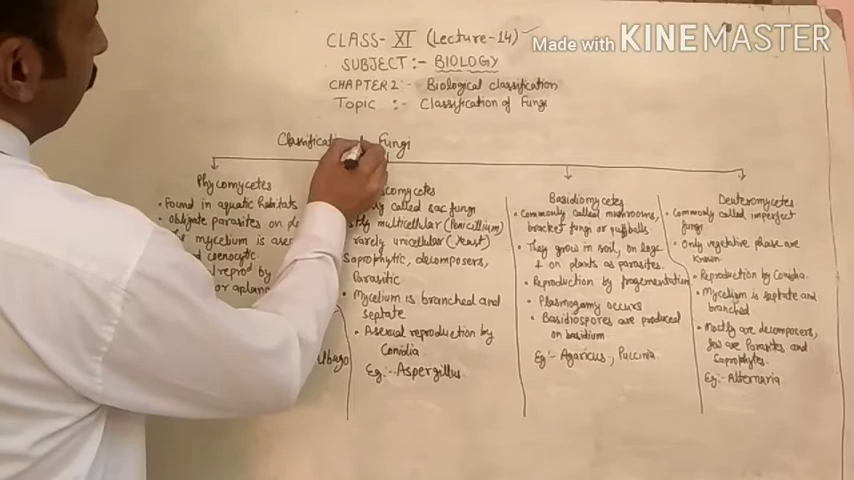 CLASS- XI (Lecture-14)
Made with KINEMASTER
SUBJECT :- BIOLOGY
CHAPTER 2:- Biological classification
Topic :- Classification of Fungi
Fungi
Phycomycetes
• Found in aquatic habitats
• Obligate parasites on
mycelium is
coenocytic.
reprod by
or
called sac fungi
multicellular (Penicillium)
rarely unicellular (Yeast)
Saprophytic, decomposers,
Parasitic
• Mycelium is branched and
septate
• Asexual reproduction by
Conidia
Eg:- Aspergillus
Basidiomycetes
• Commonly called mushrooms,
bracket fungi or puffballs
• They grow in soil, on logs
& on plants as parasites.
• Reproduction by fragementation
• Plasmogamy occurs
• Basidiospores are produced
on basidium
Eg:- Agaricus, Puccinia
Deuteromycetes
• Commonly called imperfect
fungi
• Only vegetative phase are
known
• Reproduction by Conidia.
• Mycelium is septate and
branched
• Mostly are decomposers,
few are Parasites and
Saprophytes.
Eg:- Alternaria